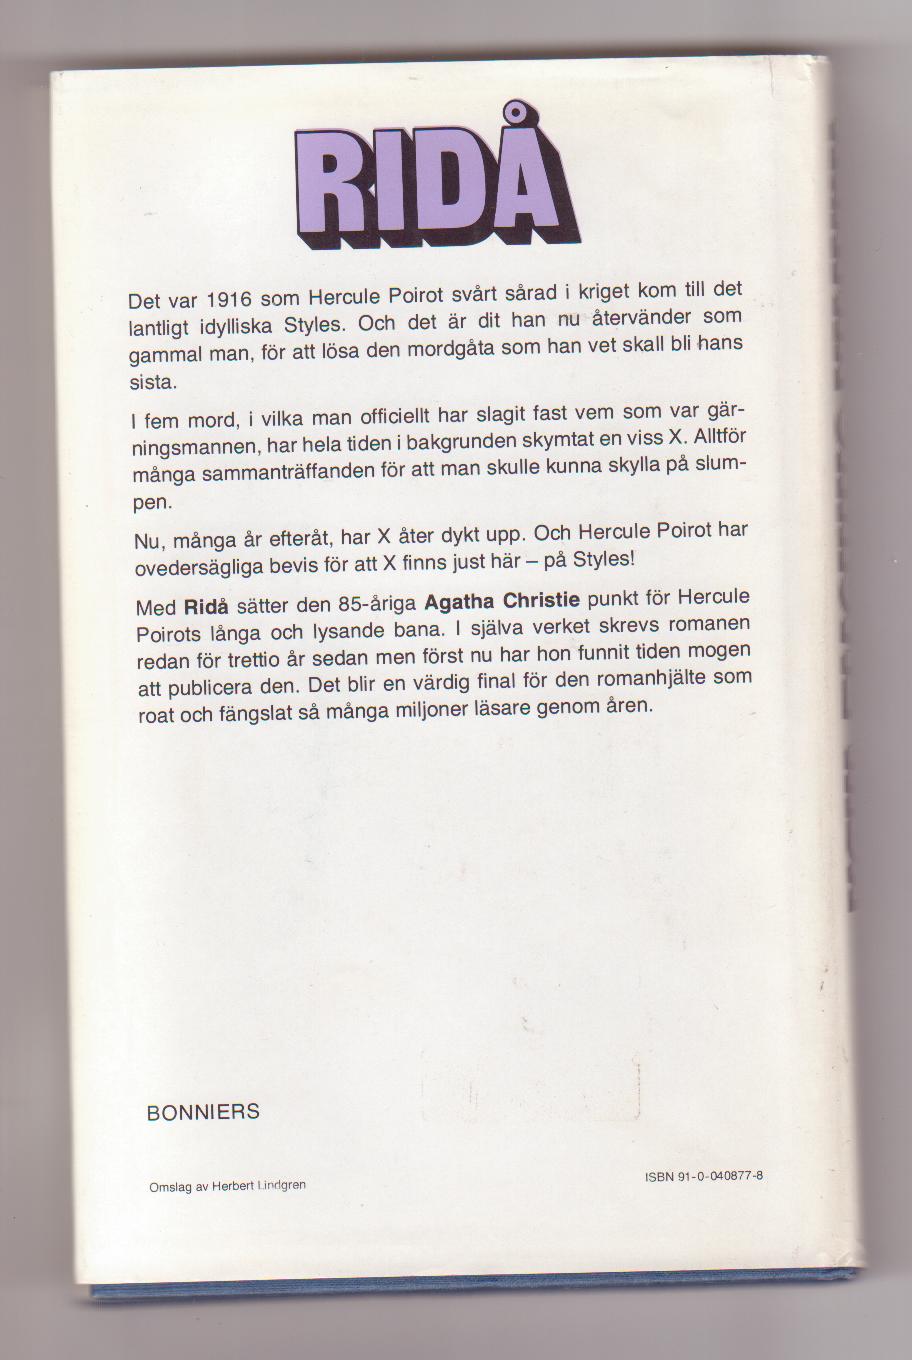 RIDÅ
Det var 1916 som Hercule Poirot svårt sårad i kriget kom till det
lantligt idylliska Styles. Och det är dit han nu återvänder som
gammal man, för att lösa den mordgåta som han vet skall bli hans
sista.
I fem mord, i vilka man officiellt har slagit fast vem som var gär-
ningsmannen, har hela tiden i bakgrunden skymtat en viss X. Alltför
många sammanträffanden för att man skulle kunna skylla på slum-
pen.
Nu, många år efteråt, har X åter dykt upp. Och Hercule Poirot har
ovedersägliga bevis för att X finns just här – på Styles!
Med Ridå sätter den 85-åriga Agatha Christie punkt för Hercule
Poirots långa och lysande bana. I själva verket skrevs romanen
redan för trettio år sedan men först nu har hon funnit tiden mogen
att publicera den. Det blir en värdig final för den romanhjälte som
roat och fängslat så många miljoner läsare genom åren.
BONNIERS
Omslag av Herbert Lindgren
ISBN 91-0-040877-8